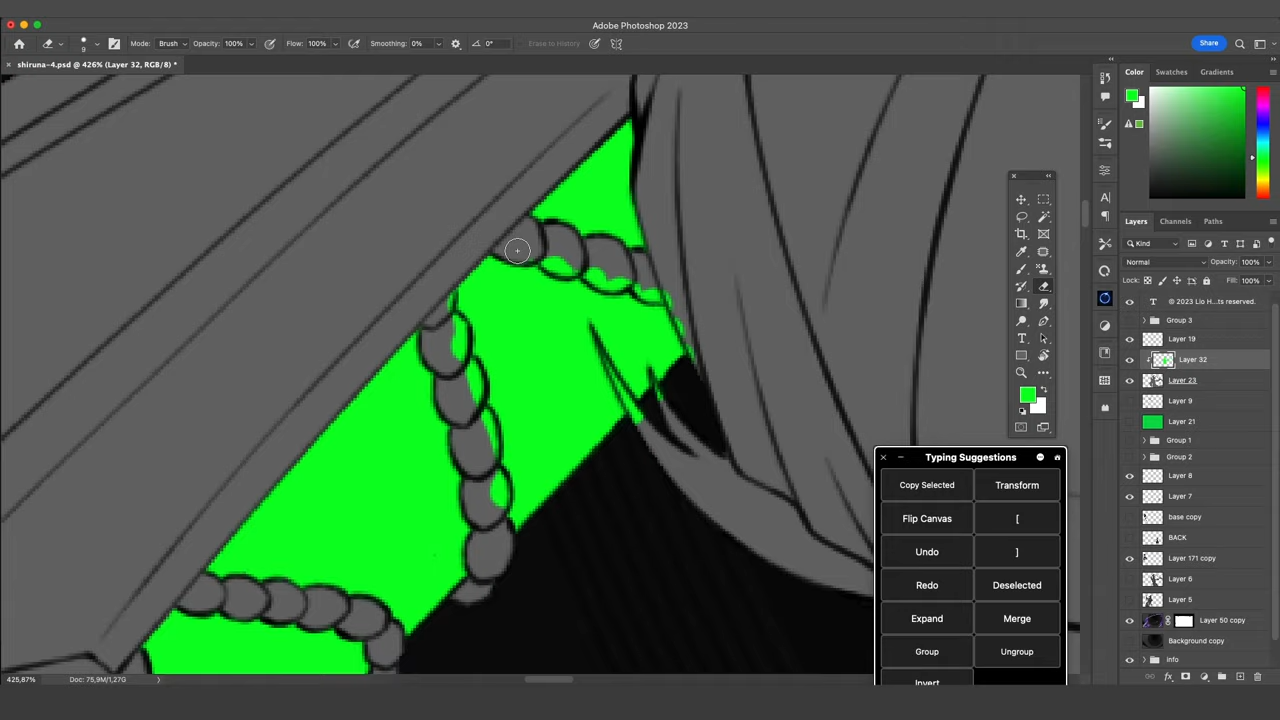 Adobe Photoshop 2023
9
Mode: Brush
Opacity: 100%
Flow: 100%
Smoothing: 0%
0°
Erase to History
Share
× shiruna-4.psd @ 426% (Layer 32, RGB/8) *
Color
Swatches
Gradients
Layers
Channels
Paths
Kind
Normal
Opacity: 100%
Lock:
Fill: 100%
T © 2023 Lio H...ts reserved.
Group 3
Layer 19
Layer 32
Layer 23
Layer 9
Layer 21
Group 1
Group 2
Layer 8
Layer 7
base copy
BACK
Layer 171 copy
Layer 6
Layer 5
Layer 50 copy
Background copy
info
fx
Typing Suggestions
Copy Selected
Transform
Flip Canvas
[
Undo
]
Redo
Deselected
Expand
Merge
Group
Ungroup
Invert
425,87%
Doc: 75,9M/1,27G